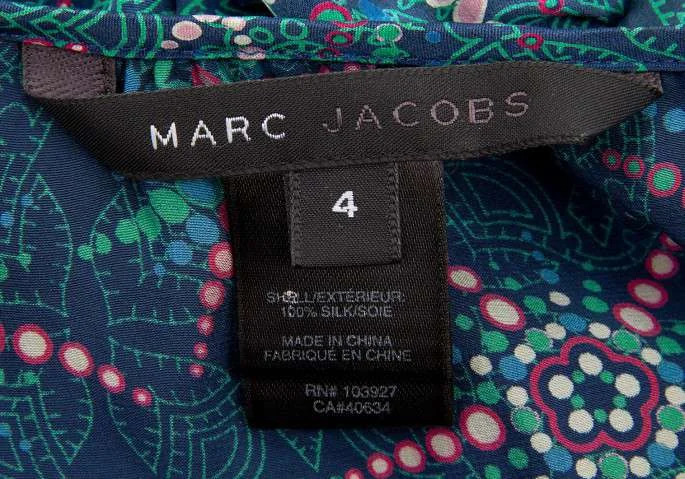 MARC JACOBS
4
SHELL/EXTÉRIEUR:
100% SILK/SOIE
MADE IN CHINA
FABRIQUÉ EN CHINE
RN# 103927
CA#40634